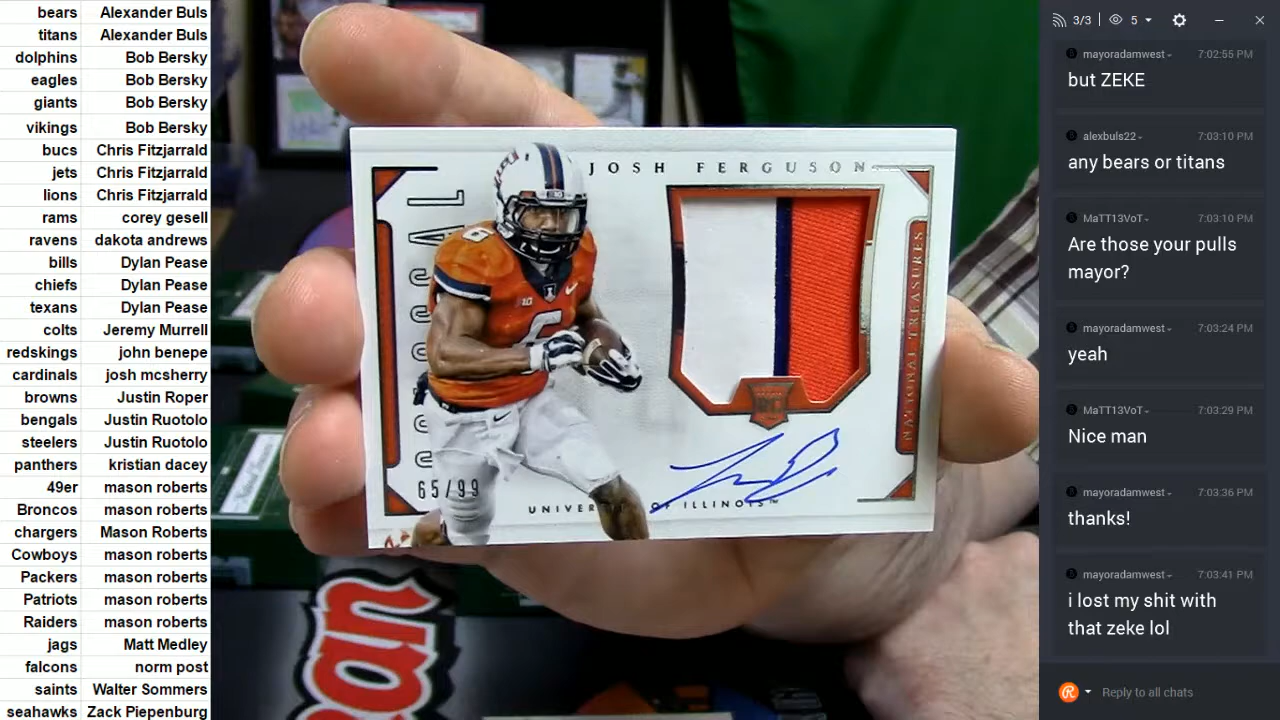 bears Alexander Buls
titans Alexander Buls
dolphins Bob Bersky
eagles Bob Bersky
giants Bob Bersky
vikings Bob Bersky
bucs Chris Fitzjarrald
jets Chris Fitzjarrald
lions Chris Fitzjarrald
rams corey gesell
ravens dakota andrews
bills Dylan Pease
chiefs Dylan Pease
texans Dylan Pease
colts Jeremy Murrell
redskings john benepe
cardinals josh mcsherry
browns Justin Roper
bengals Justin Ruotolo
steelers Justin Ruotolo
panthers kristian dacey
49er mason roberts
Broncos mason roberts
chargers Mason Roberts
Cowboys mason roberts
Packers mason roberts
Patriots mason roberts
Raiders mason roberts
jags Matt Medley
falcons norm post
saints Walter Sommers
seahawks Zack Piepenburg
JOSH FERGUSON
COLOSSAL
NATIONAL TREASURES
6
65/99
UNIVERSITY OF ILLINOIS™
3/3 5
mayoradamwest 7:02:55 PM
but ZEKE
alexbuls22 7:03:10 PM
any bears or titans
MaTT13VoT 7:03:10 PM
Are those your pulls
mayor?
mayoradamwest 7:03:24 PM
yeah
MaTT13VoT 7:03:29 PM
Nice man
mayoradamwest 7:03:36 PM
thanks!
mayoradamwest 7:03:41 PM
i lost my shit with
that zeke lol
Reply to all chats